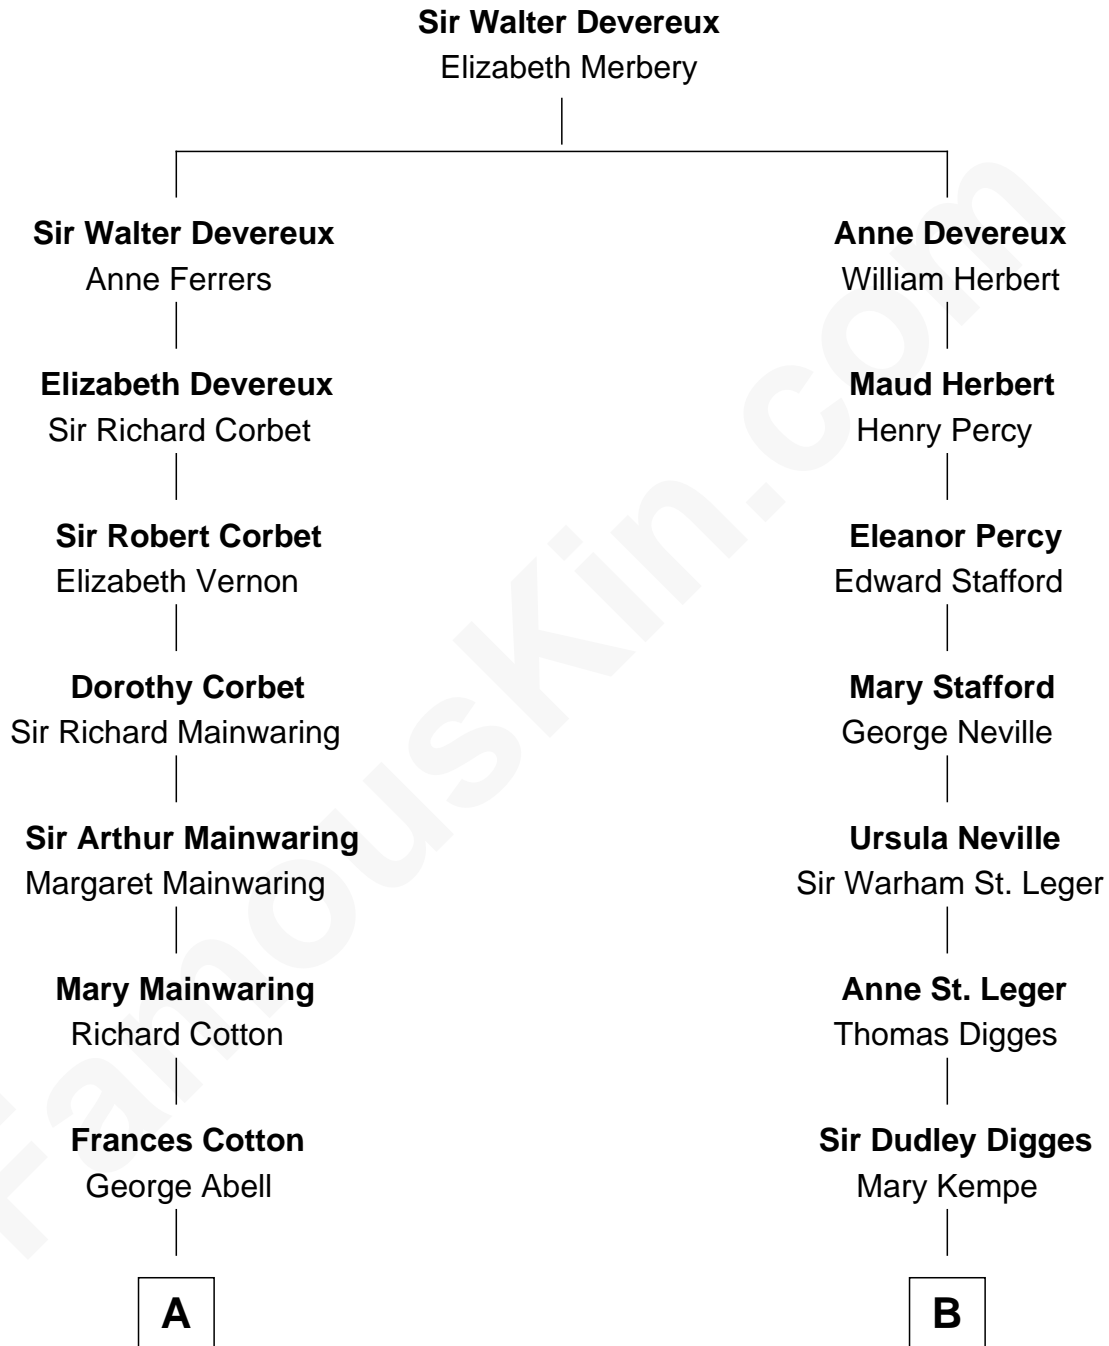 Sir Walter Devereux
Elizabeth Merbery
Sir Walter Devereux
Anne Ferrers
Elizabeth Devereux
Sir Richard Corbet
Sir Robert Corbet
Elizabeth Vernon
Dorothy Corbet
Sir Richard Mainwaring
Sir Arthur Mainwaring
Margaret Mainwaring
Mary Mainwaring
Richard Cotton
Frances Cotton
George Abell
A
Anne Devereux
William Herbert
Maud Herbert
Henry Percy
Eleanor Percy
Edward Stafford
Mary Stafford
George Neville
Ursula Neville
Sir Warham St. Leger
Anne St. Leger
Thomas Digges
Sir Dudley Digges
Mary Kempe
B
FamousKin.com